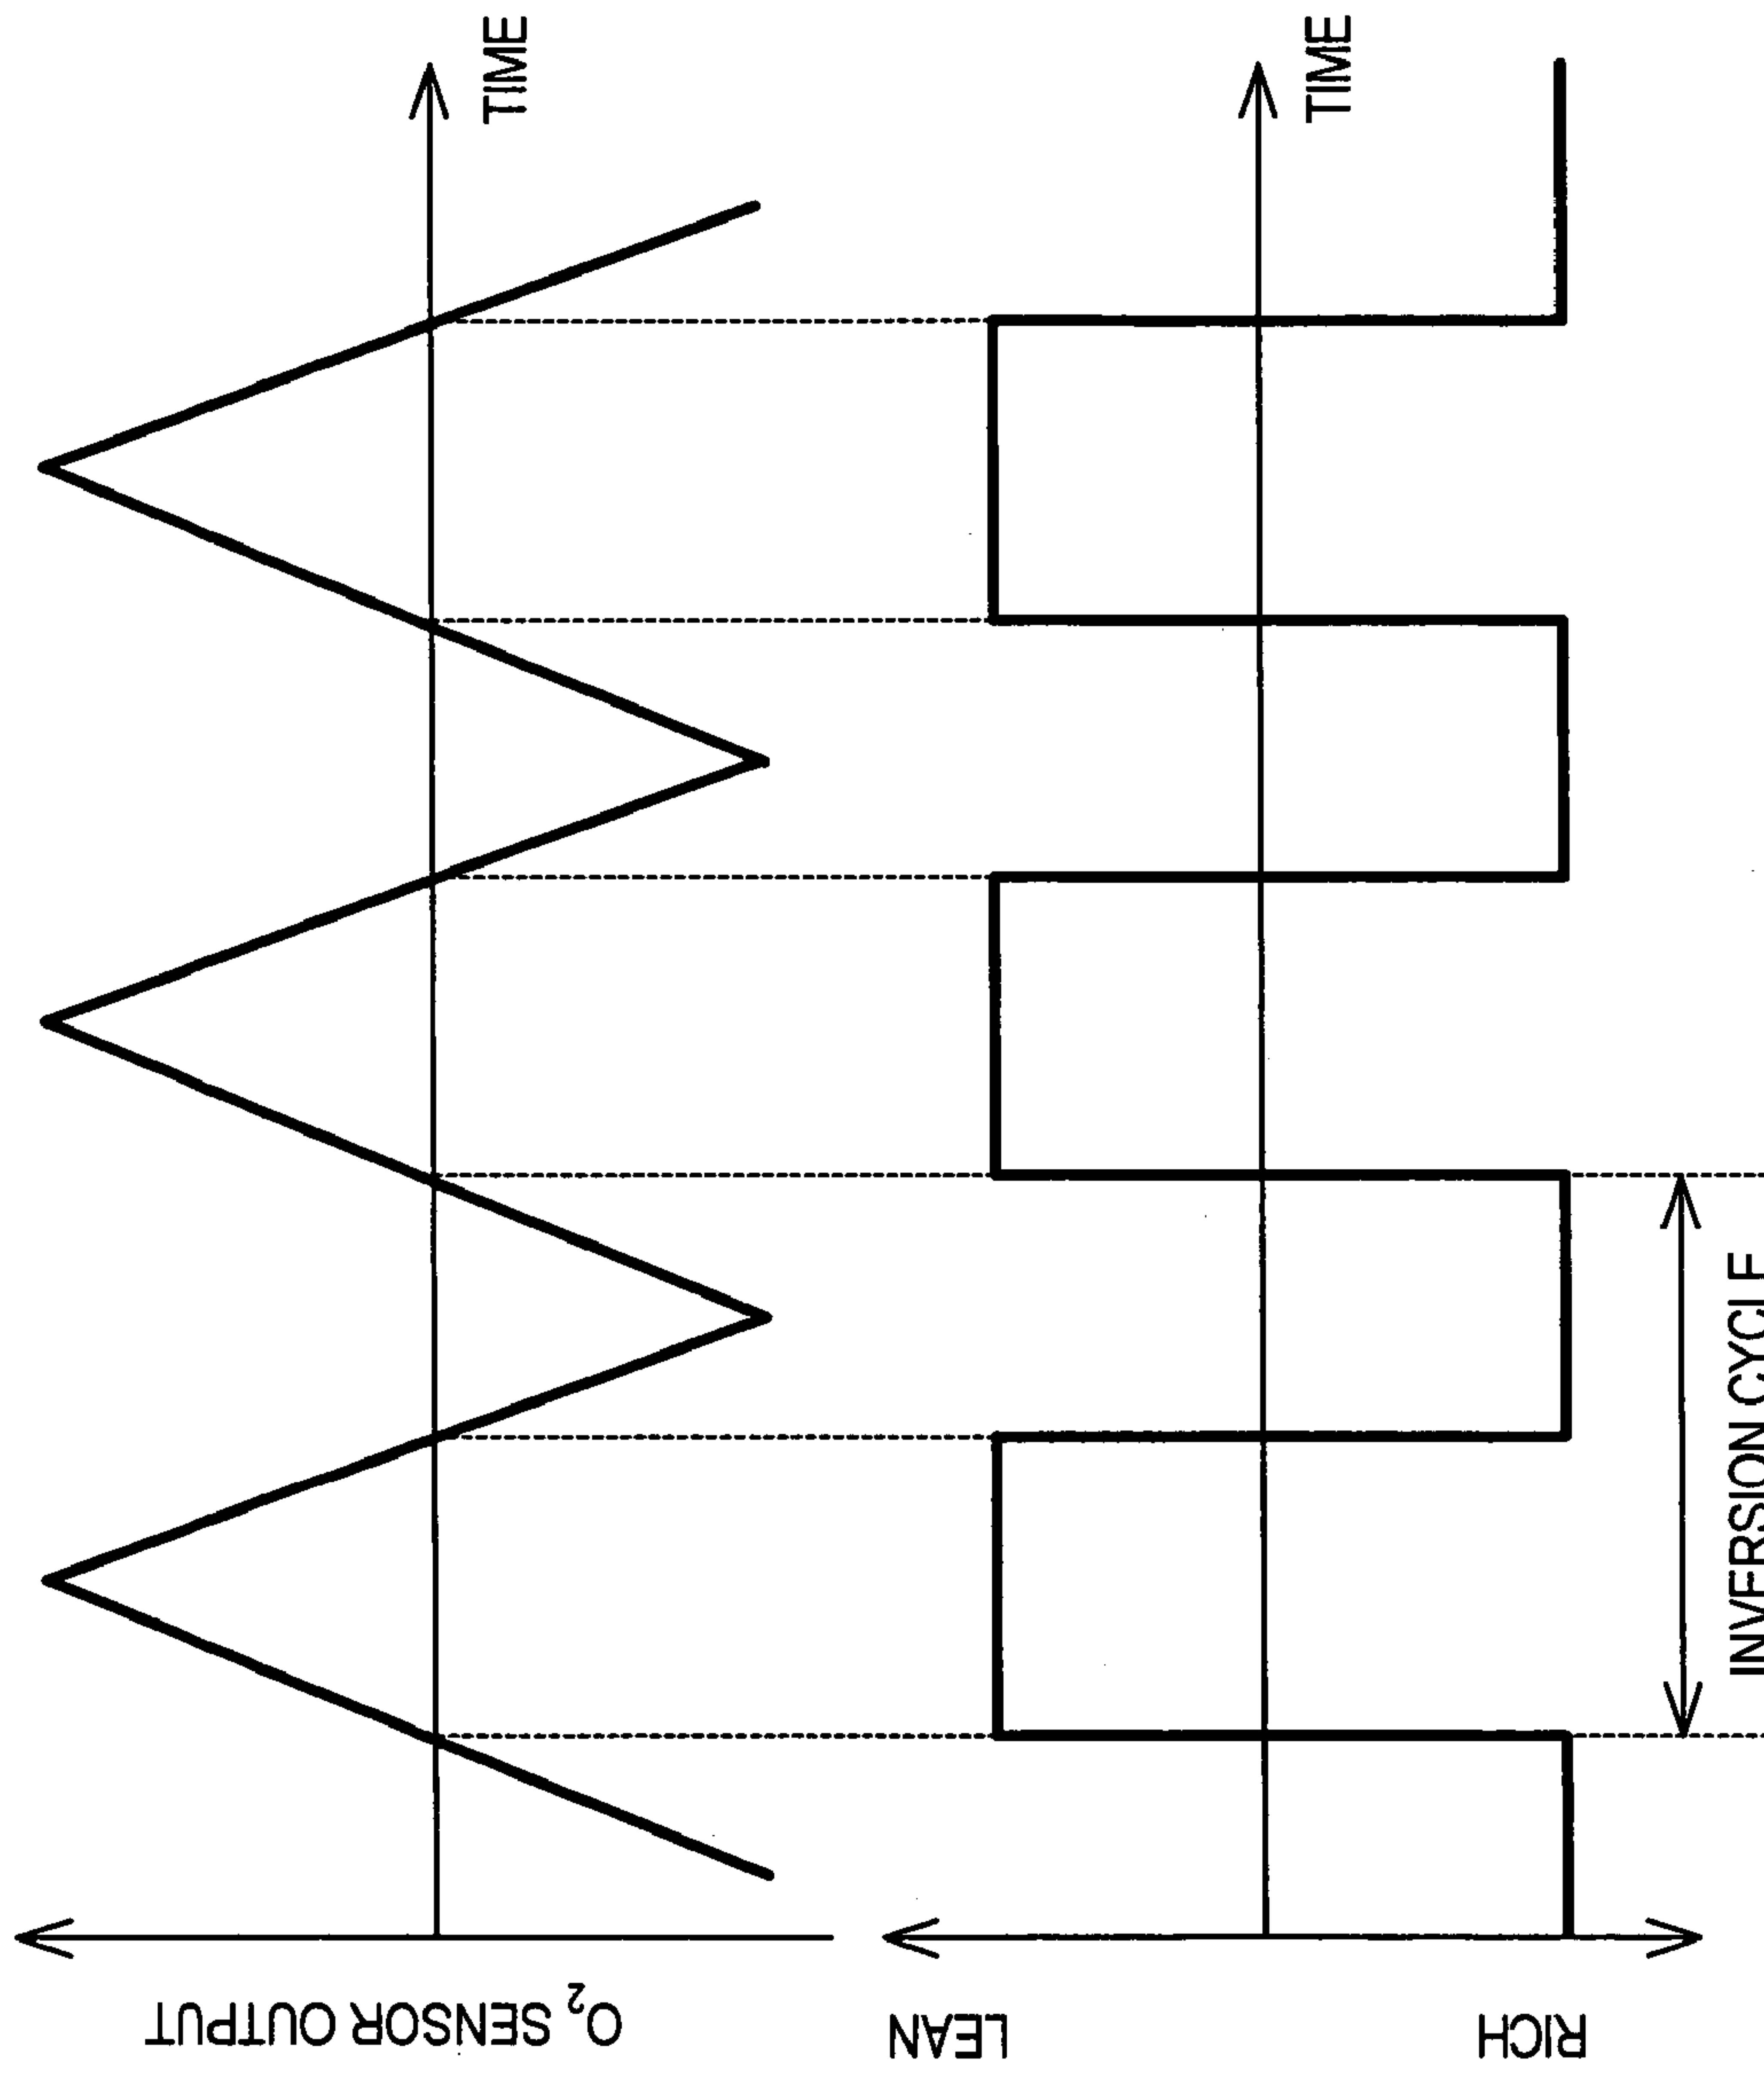 O₂ SENSOR OUTPUT
TIME
LEAN
RICH
TIME
INVERSION CYCLE